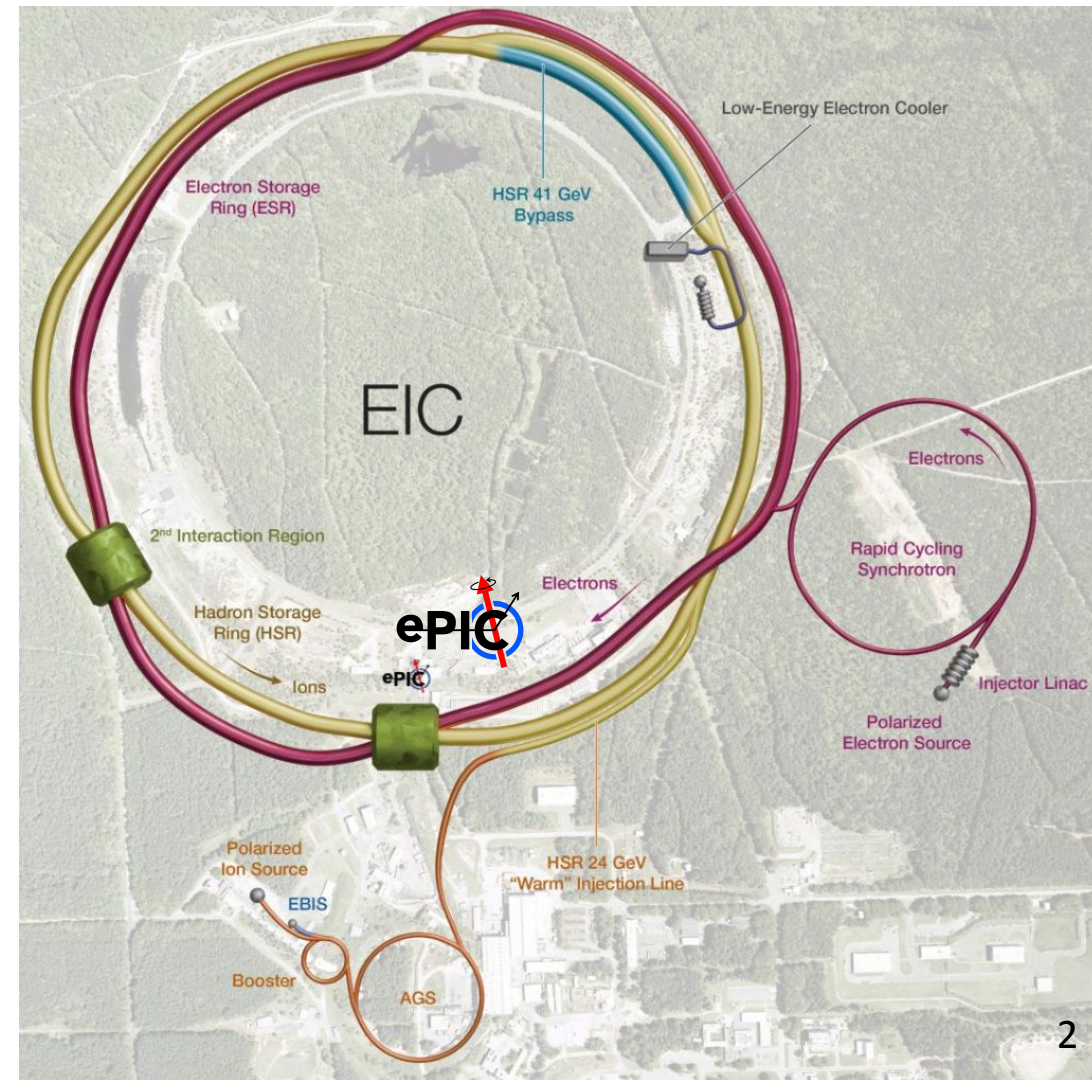 Low-Energy Electron Cooler
Electron Storage
Ring (ESR)
HSR 41 GeV
Bypass
EIC
Electrons
Rapid Cycling
Synchrotron
Injector Linac
Polarized
Electron Source
2nd Interaction Region
Electrons
Hadron Storage
Ring (HSR)
Ions
ePIC
ePIC
HSR 24 GeV
“Warm” Injection Line
Polarized
Ion Source
EBIS
Booster
AGS
2